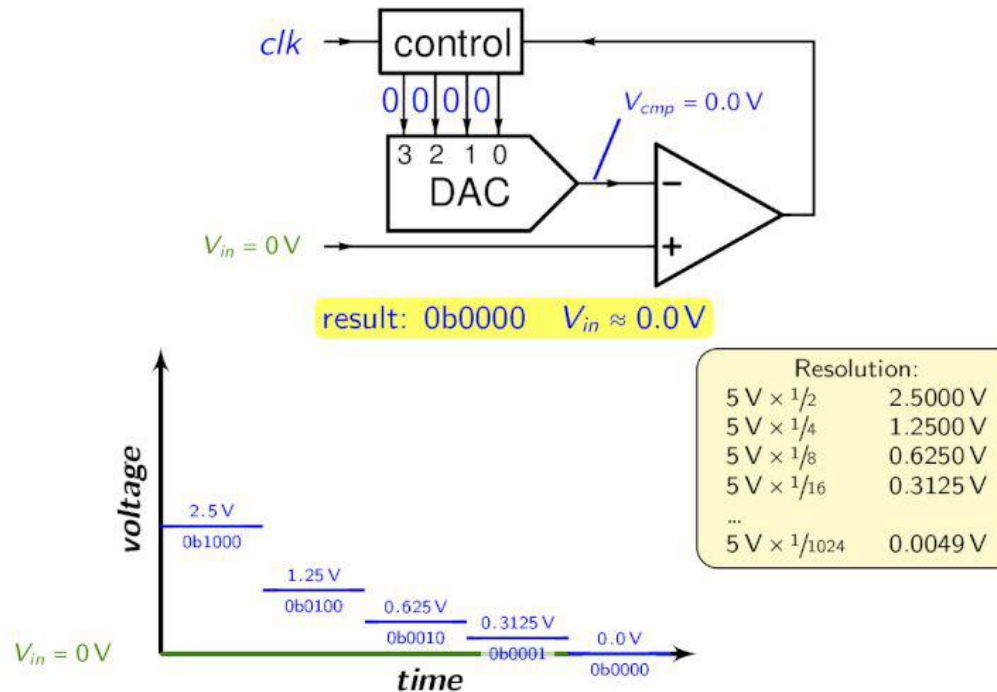 clk
control
0 0 0 0
V_cmp = 0.0 V
3 2 1 0
DAC
−
+
V_in = 0 V
result: 0b0000 V_in ≈ 0.0 V
Resolution:
5 V × 1/2 2.5000 V
5 V × 1/4 1.2500 V
5 V × 1/8 0.6250 V
5 V × 1/16 0.3125 V
...
5 V × 1/1024 0.0049 V
voltage
2.5 V
0b1000
1.25 V
0b0100
0.625 V
0b0010
0.3125 V
0b0001
0.0 V
0b0000
V_in = 0 V
time